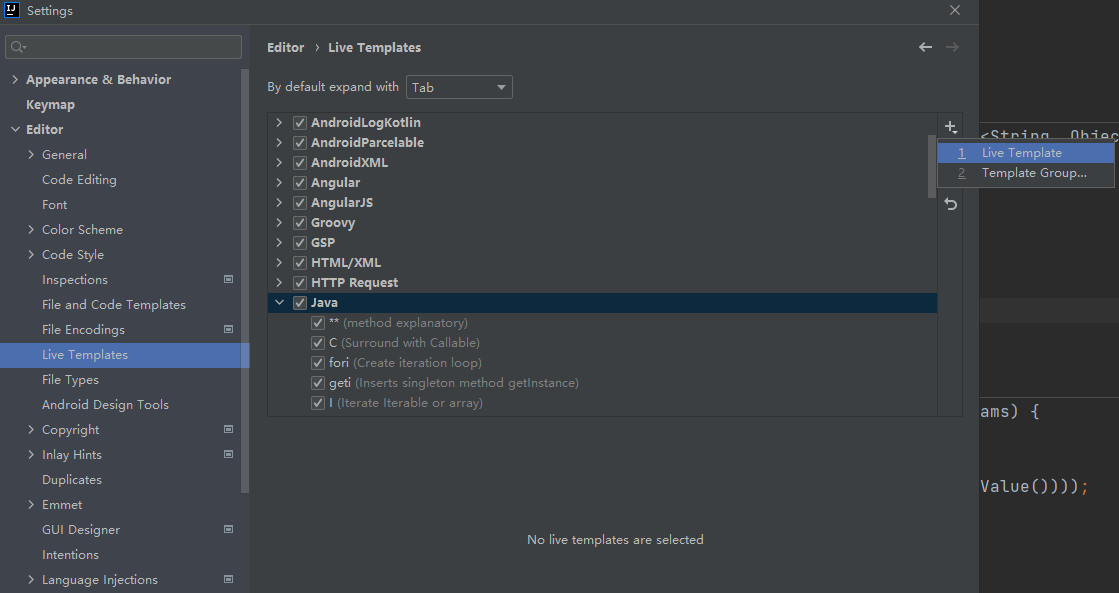 IJ Settings
Appearance & Behavior
Keymap
Editor
General
Code Editing
Font
Color Scheme
Code Style
Inspections
File and Code Templates
File Encodings
Live Templates
File Types
Android Design Tools
Copyright
Inlay Hints
Duplicates
Emmet
GUI Designer
Intentions
Language Injections
Editor › Live Templates
By default expand with Tab
AndroidLogKotlin
AndroidParcelable
AndroidXML
Angular
AngularJS
Groovy
GSP
HTML/XML
HTTP Request
Java
** (method explanatory)
C (Surround with Callable)
fori (Create iteration loop)
geti (Inserts singleton method getInstance)
I (Iterate Iterable or array)
No live templates are selected
1 Live Template
2 Template Group...
<String, Objec
ams) {
Value())));